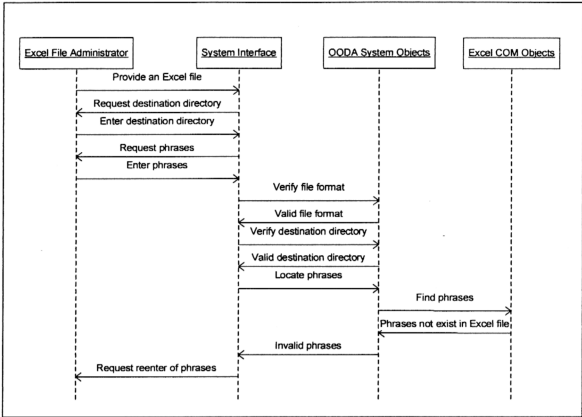 Excel File Administrator
System Interface
OODA System Objects
Excel COM Objects
Provide an Excel file
Request destination directory
Enter destination directory
Request phrases
Enter phrases
Verify file format
Valid file format
Verify destination directory
Valid destination directory
Locate phrases
Find phrases
Phrases not exist in Excel file
Invalid phrases
Request reenter of phrases